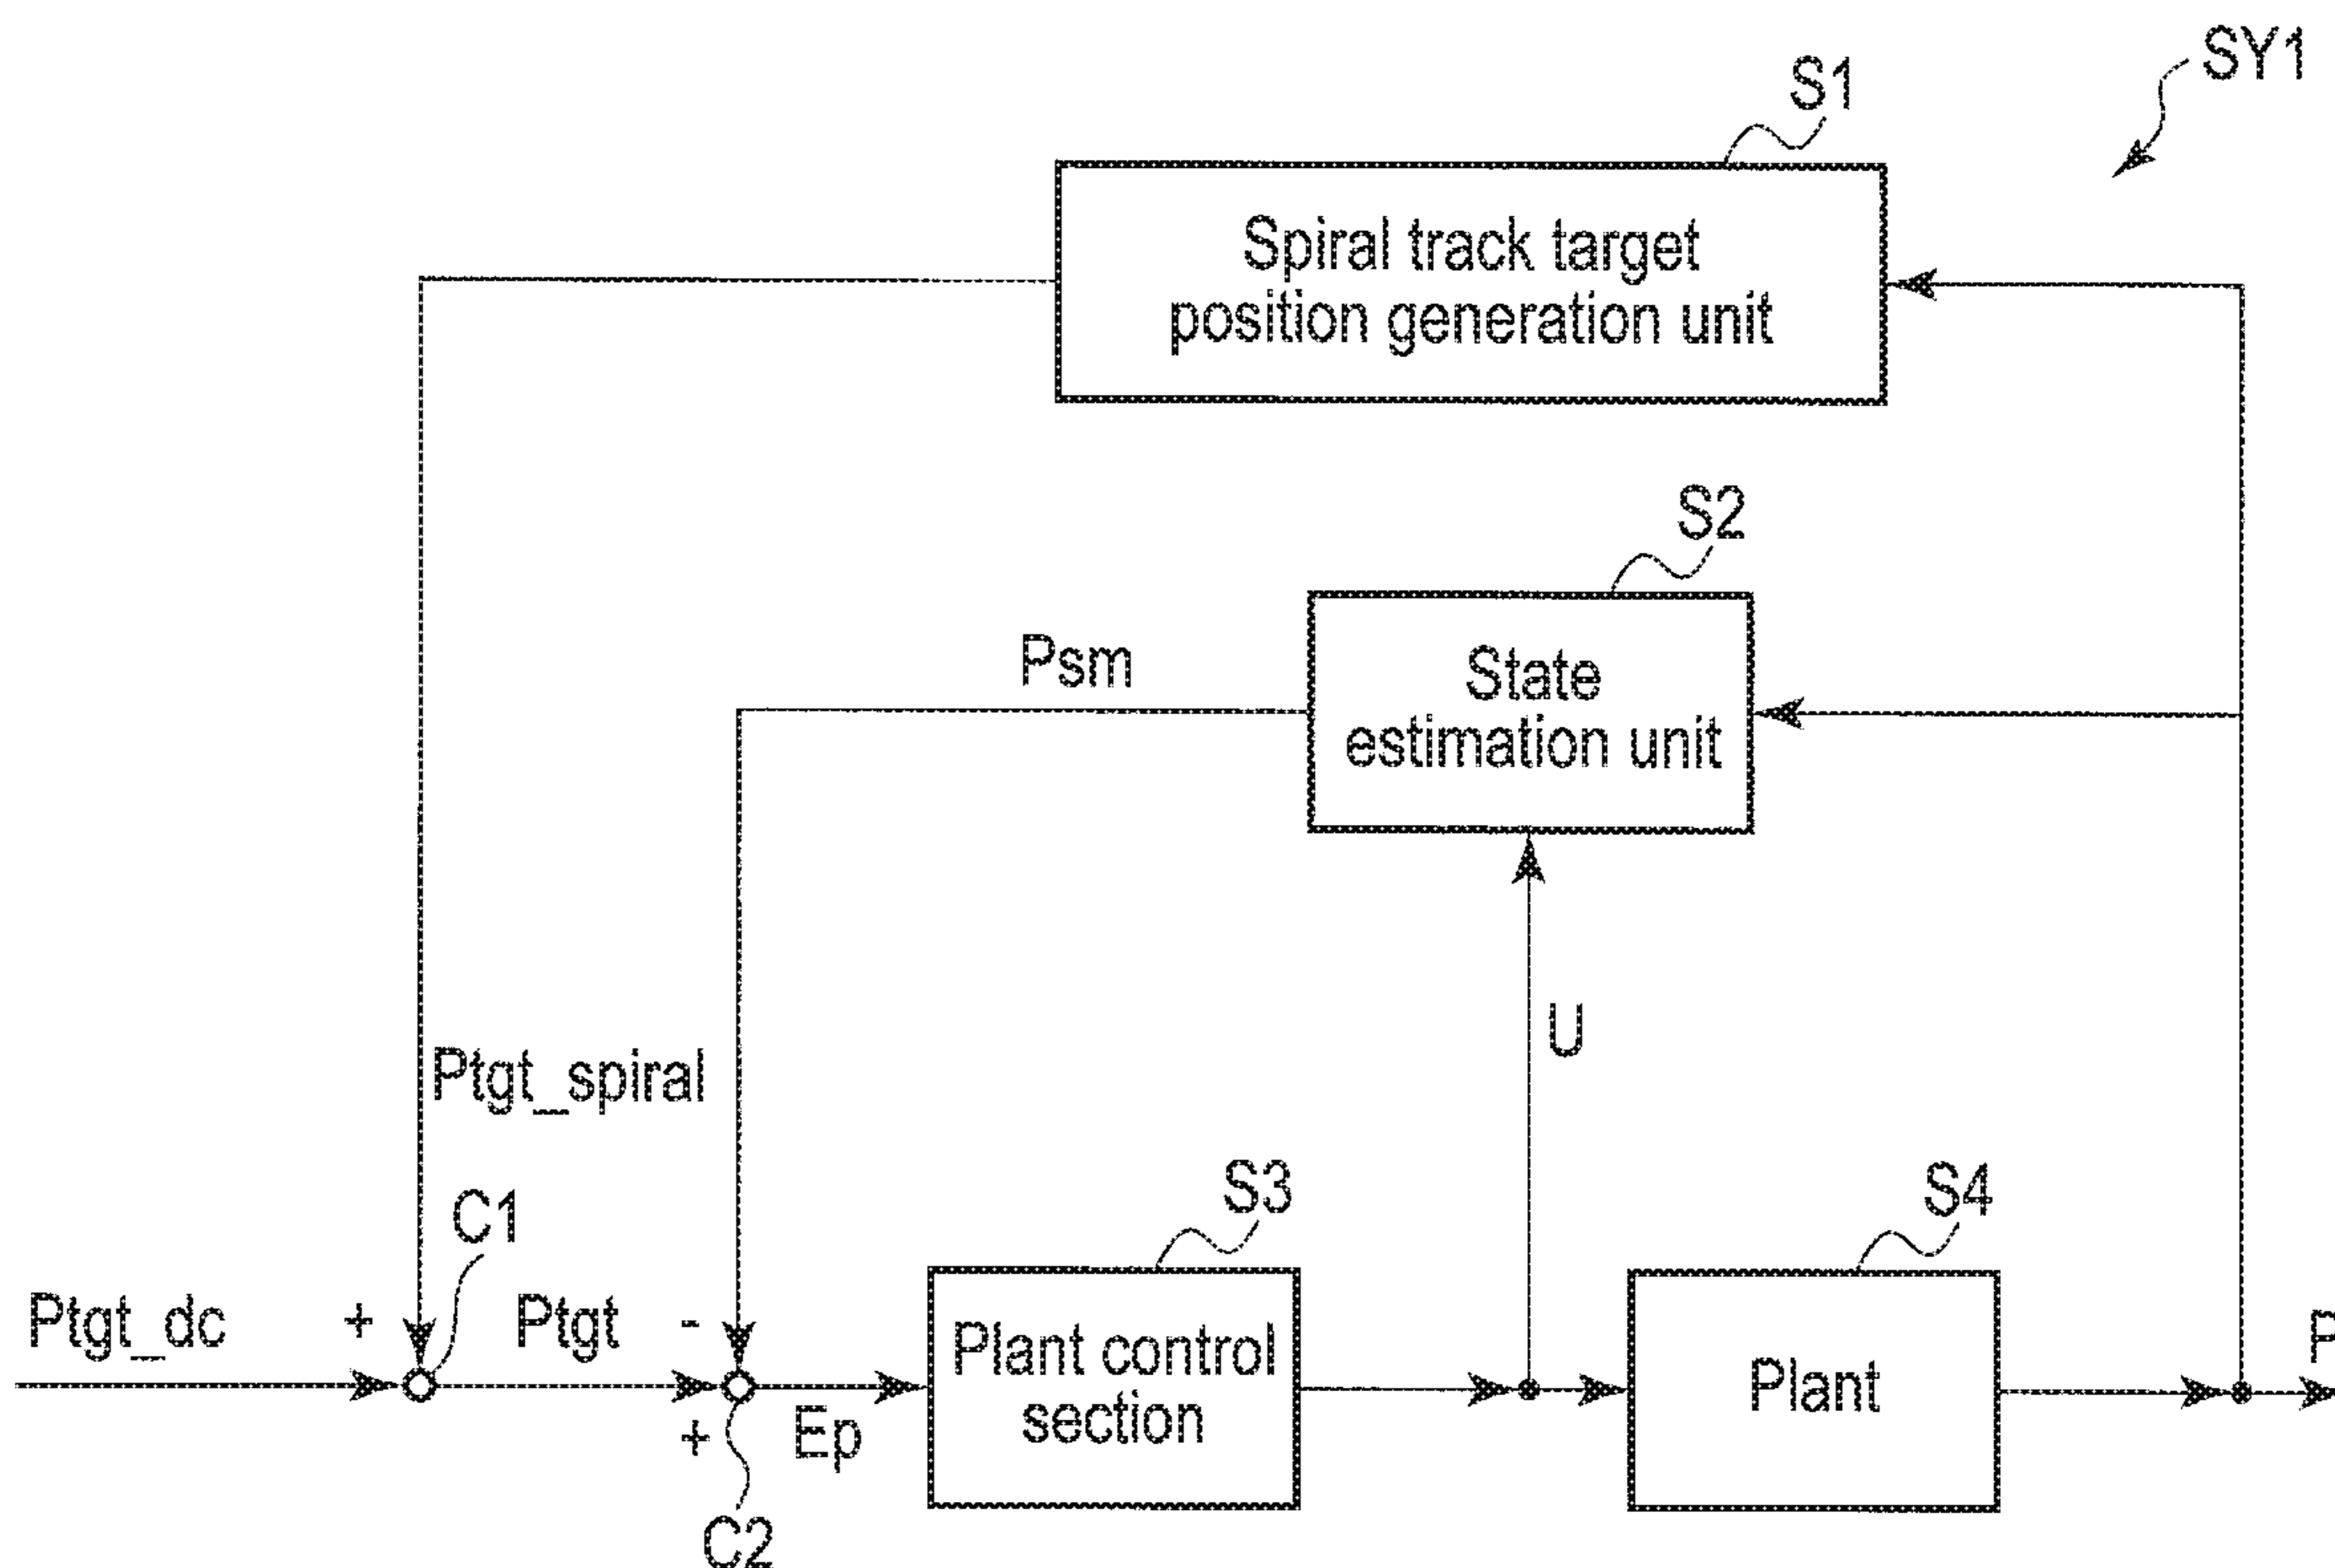 SY1
S1
Spiral track target
position generation unit
S2
Psm
State
estimation unit
U
Ptgt_spiral
C1
S3
S4
Ptgt_dc
+
Ptgt
-
P
Plant control
section
Plant
+
Ep
C2